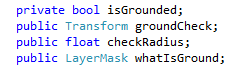 private bool isGrounded;
public Transform groundCheck;
public float checkRadius;
public LayerMask whatIsGround;